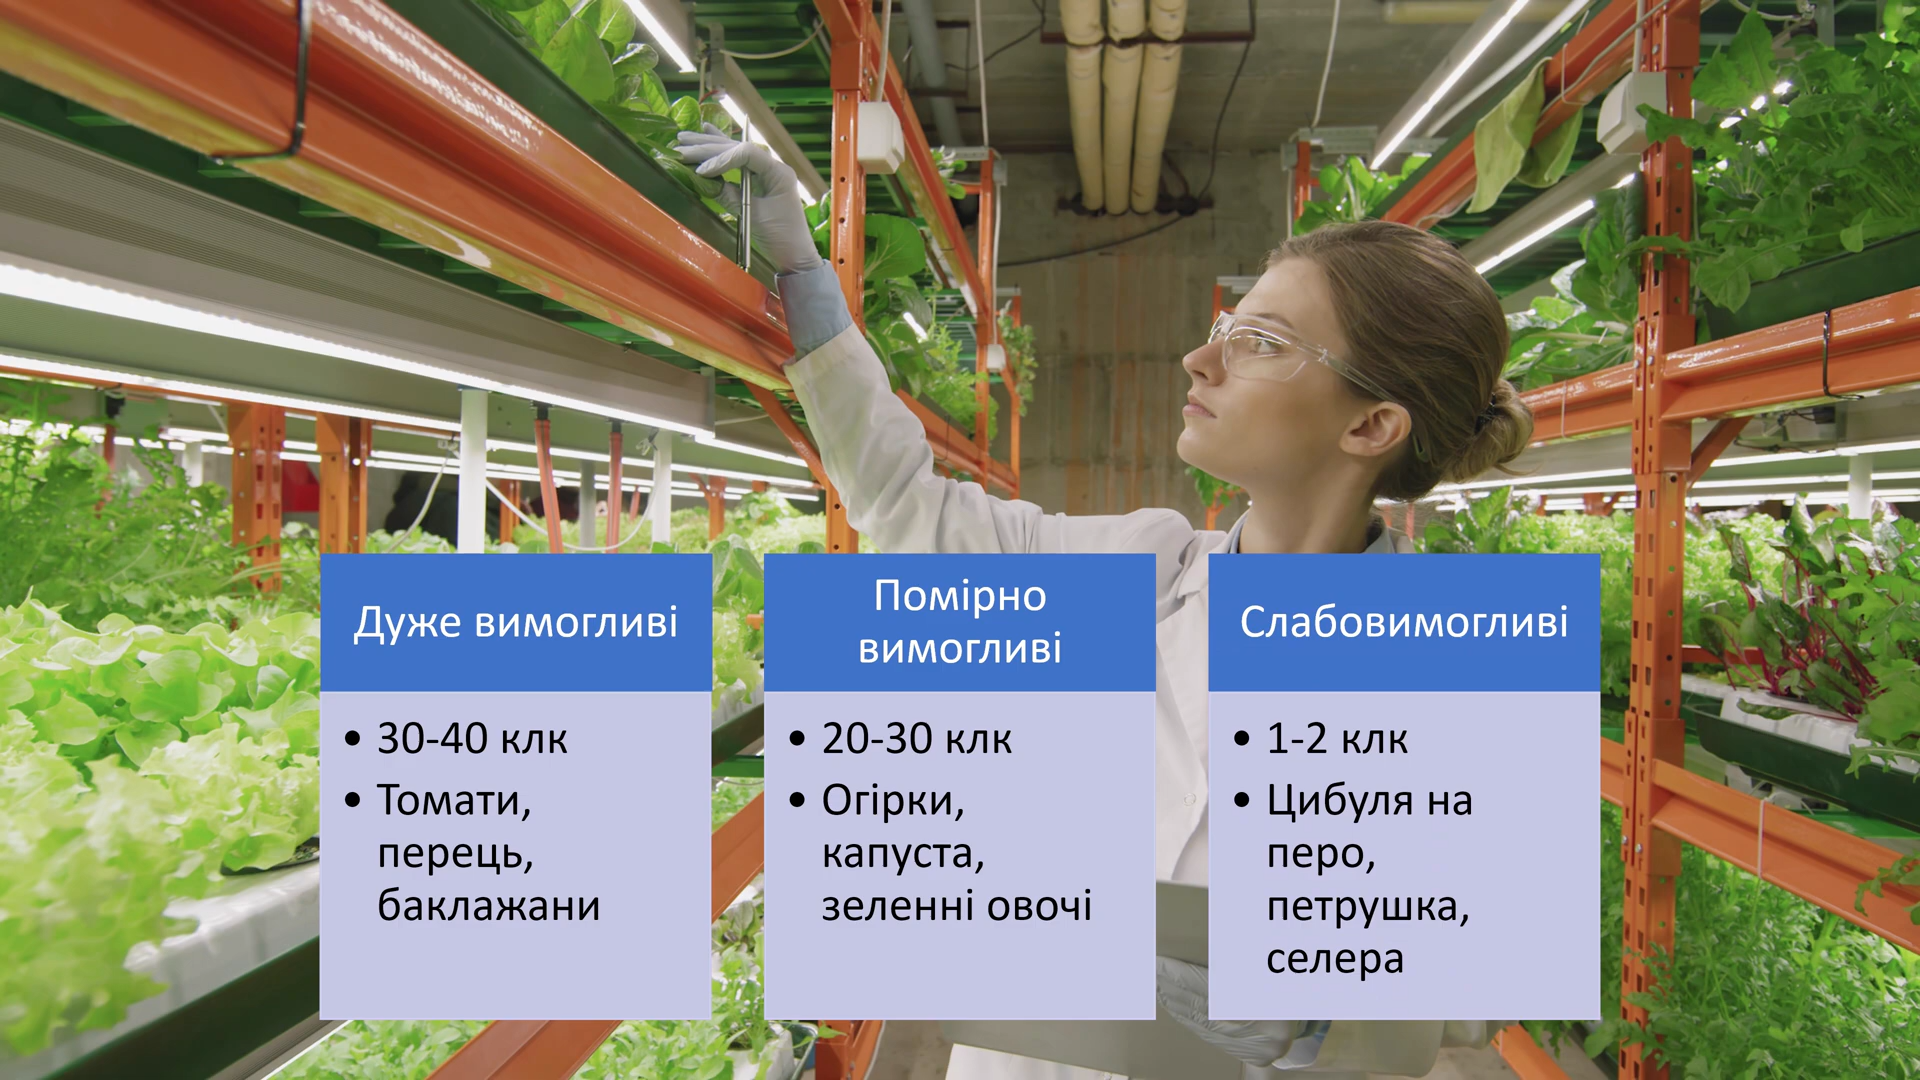 Дуже вимогливі
• 30-40 клк
• Томати,
перець,
баклажани
Помірно
вимогливі
• 20-30 клк
• Огірки,
капуста,
зеленні овочі
Слабовимогливі
• 1-2 клк
• Цибуля на
перо,
петрушка,
селера